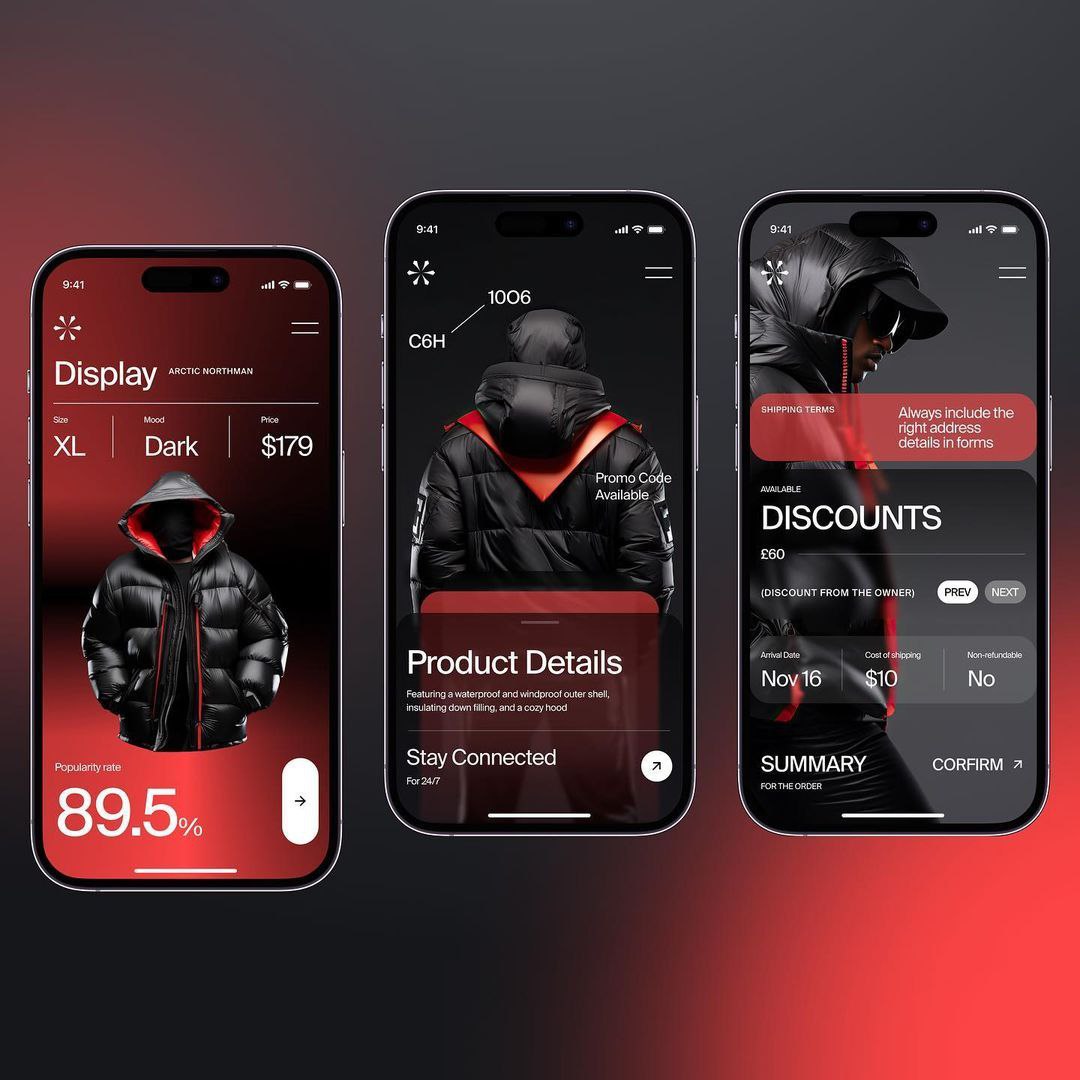 9:41
Display ARCTIC NORTHMAN
Size Mood Price
XL Dark $179
Popularity rate
89.5%
9:41
1OO6
C6H
Promo Code
Available
Product Details
Featuring a waterproof and windproof outer shell,
insulating down filling, and a cozy hood
Stay Connected
For 24/7
9:41
SHIPPING TERMS
Always include the
right address
details in forms
AVAILABLE
DISCOUNTS
£60
(DISCOUNT FROM THE OWNER) PREV NEXT
Arrival Date Cost of shipping Non-refundable
Nov 16 $10 No
SUMMARY CORFIRM
FOR THE ORDER